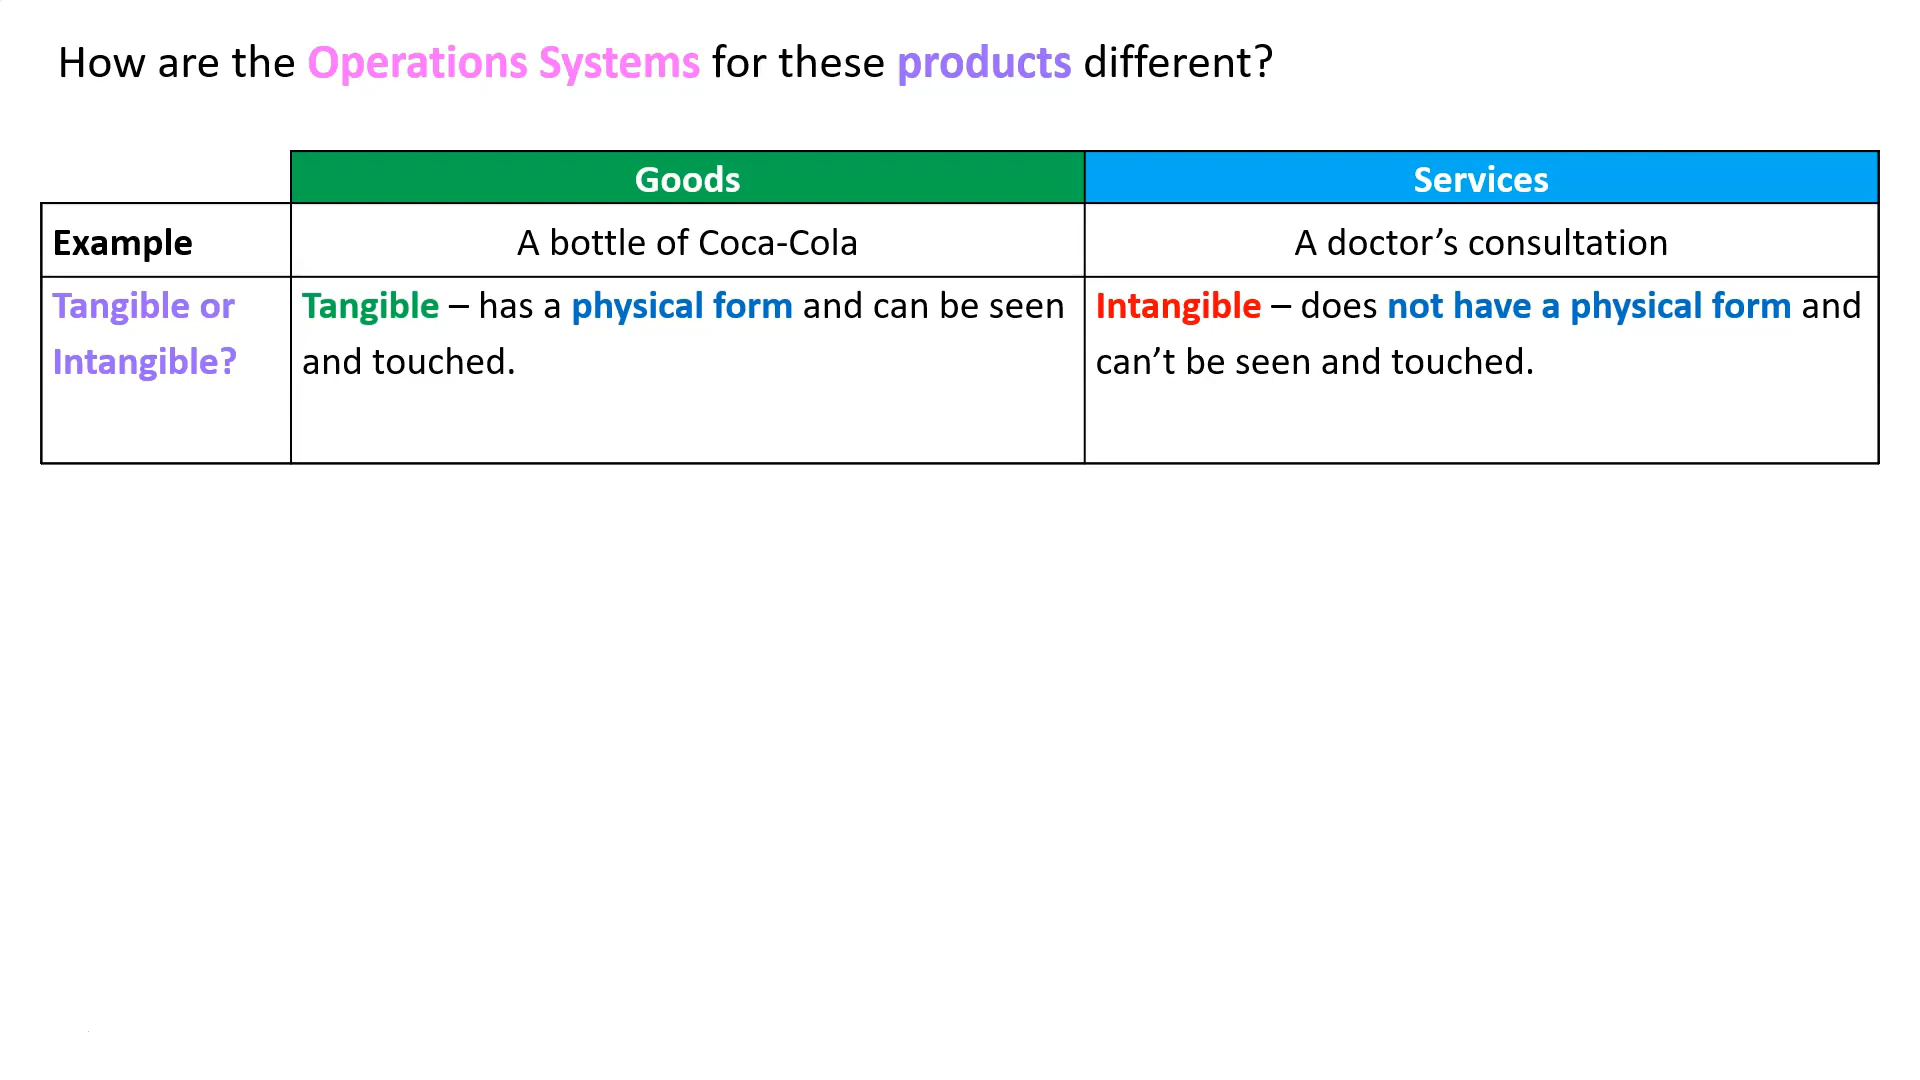 How are the Operations Systems for these products different?
Goods Services
Example A bottle of Coca-Cola A doctor’s consultation
Tangible or Tangible – has a physical form and can be seen Intangible – does not have a physical form and
Intangible? and touched. can’t be seen and touched.